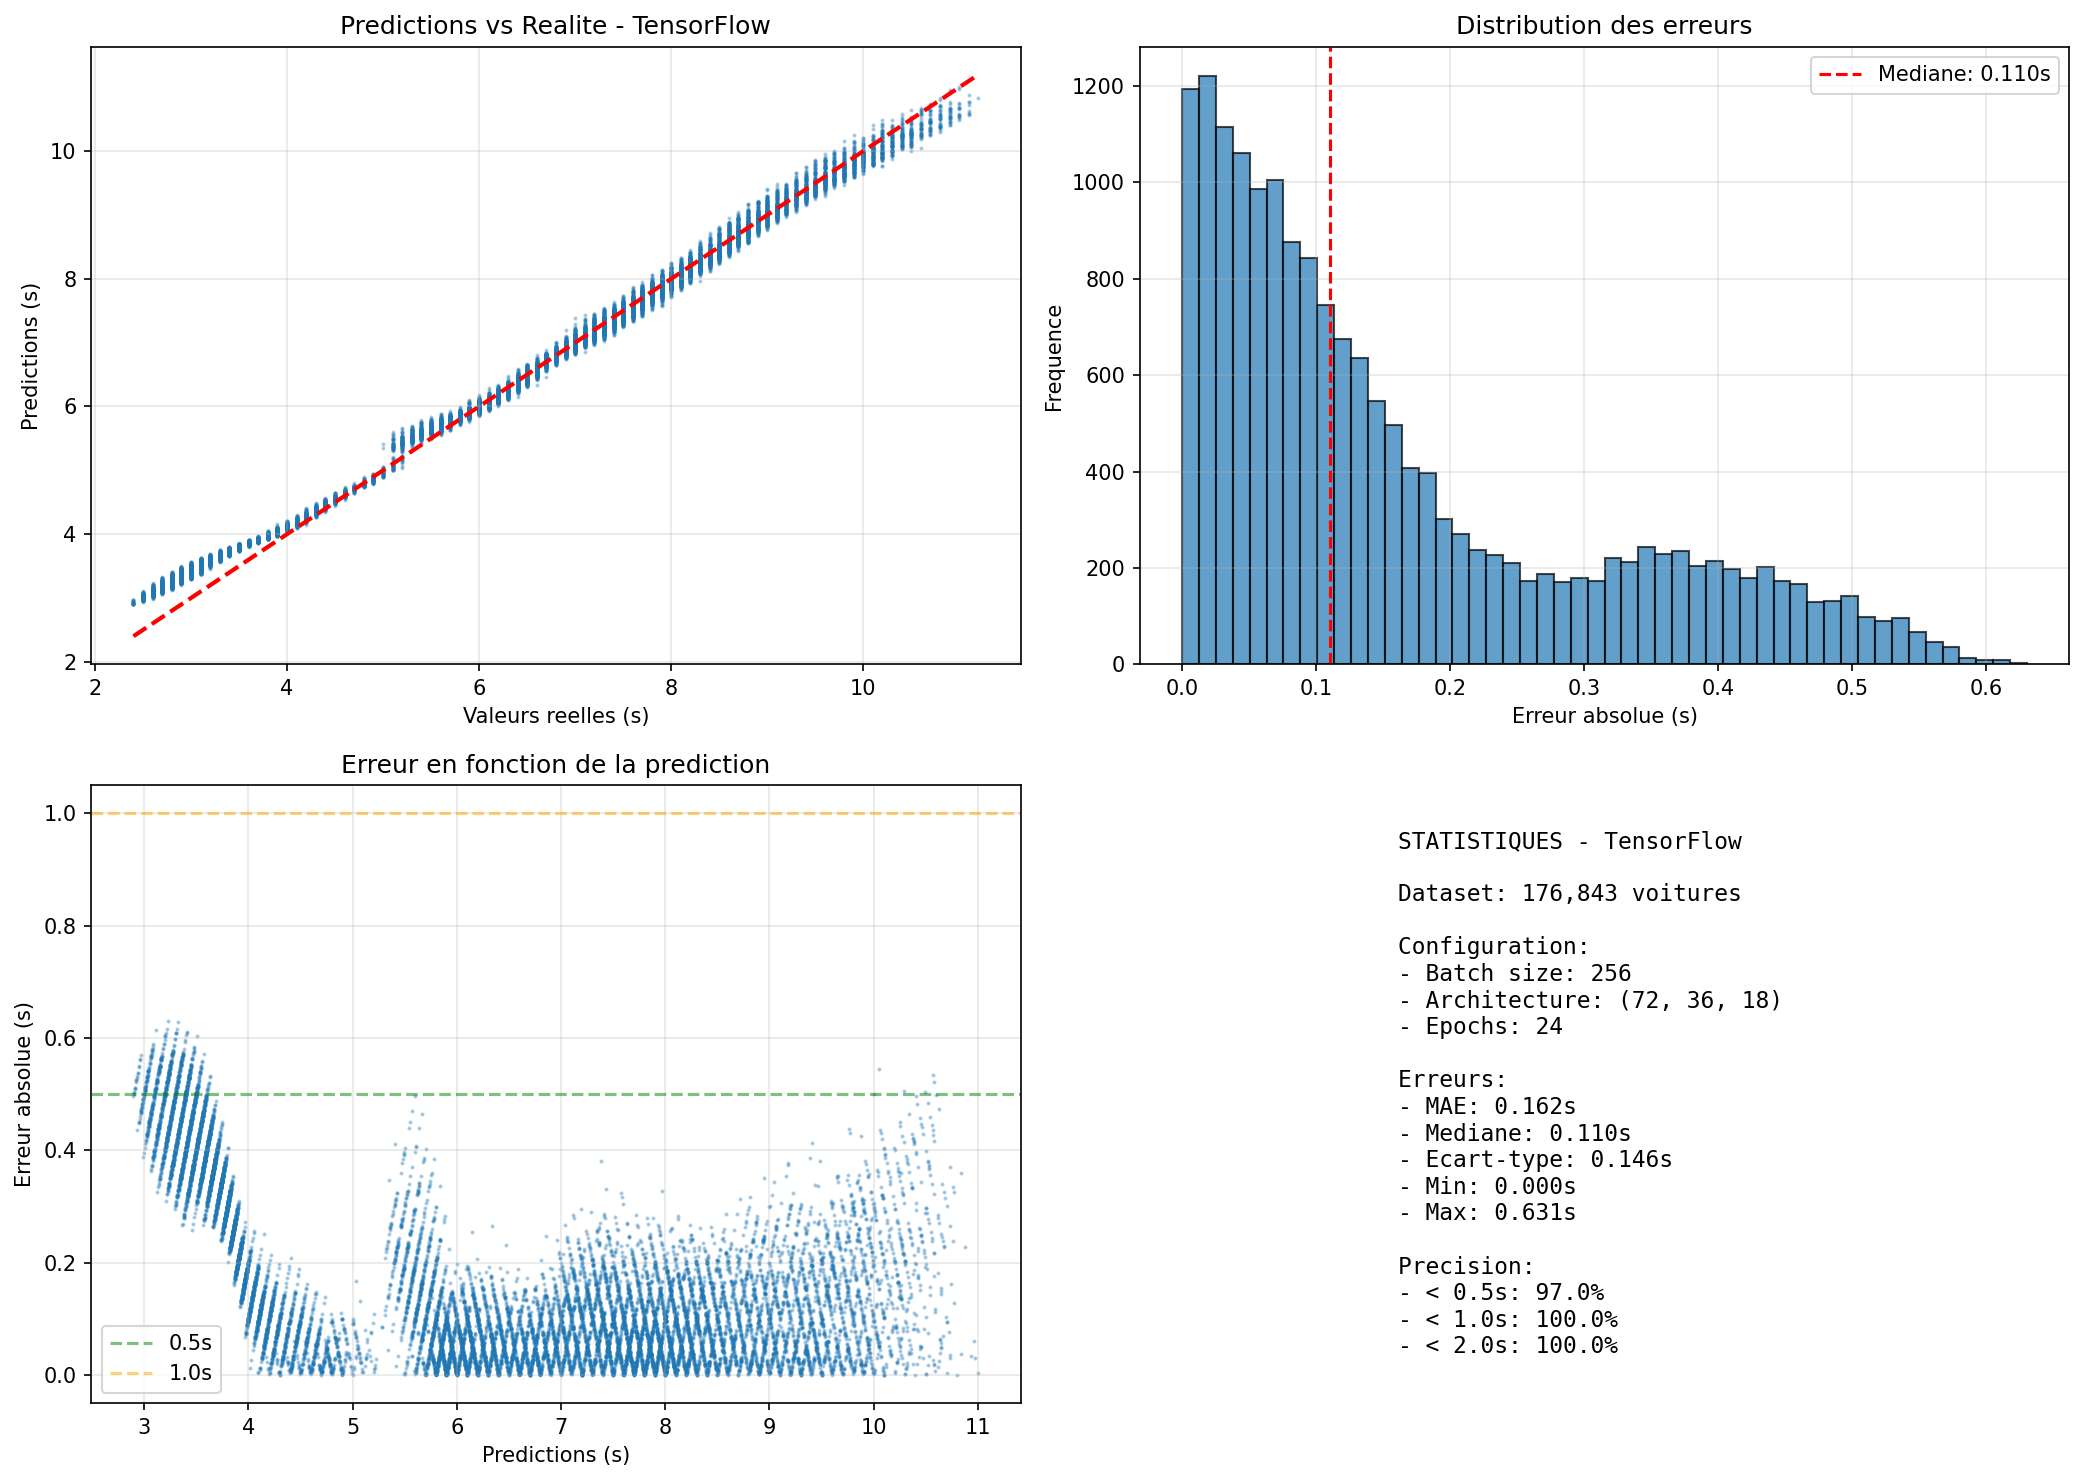 Predictions vs Realite - TensorFlow
10
8
6
4
2
Predictions (s)
2
4
6
8
10
Valeurs reelles (s)
Distribution des erreurs
Mediane: 0.110s
1200
1000
800
600
400
200
0
Frequence
0.0
0.1
0.2
0.3
0.4
0.5
0.6
Erreur absolue (s)
Erreur en fonction de la prediction
1.0
0.8
0.6
0.4
0.2
0.0
Erreur absolue (s)
0.5s
1.0s
3
4
5
6
7
8
9
10
11
Predictions (s)
STATISTIQUES - TensorFlow
Dataset: 176,843 voitures
Configuration:
- Batch size: 256
- Architecture: (72, 36, 18)
- Epochs: 24
Erreurs:
- MAE: 0.162s
- Mediane: 0.110s
- Ecart-type: 0.146s
- Min: 0.000s
- Max: 0.631s
Precision:
- < 0.5s: 97.0%
- < 1.0s: 100.0%
- < 2.0s: 100.0%